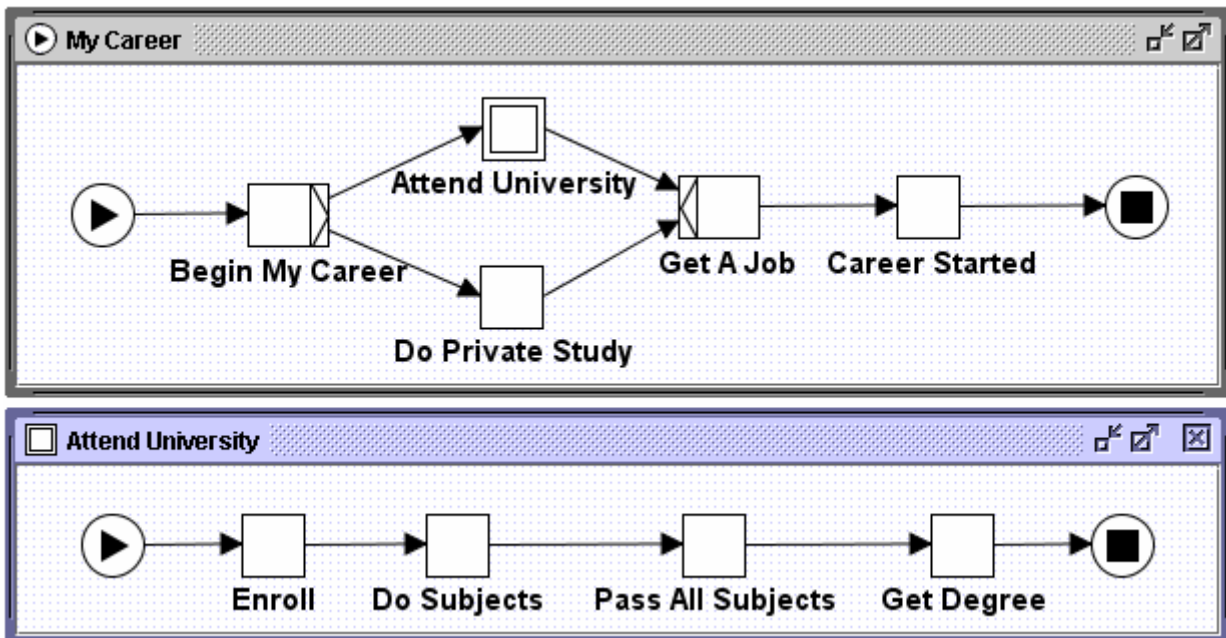 My Career
Attend University
Begin My Career
Get A Job
Career Started
Do Private Study
Attend University
Enroll
Do Subjects
Pass All Subjects
Get Degree